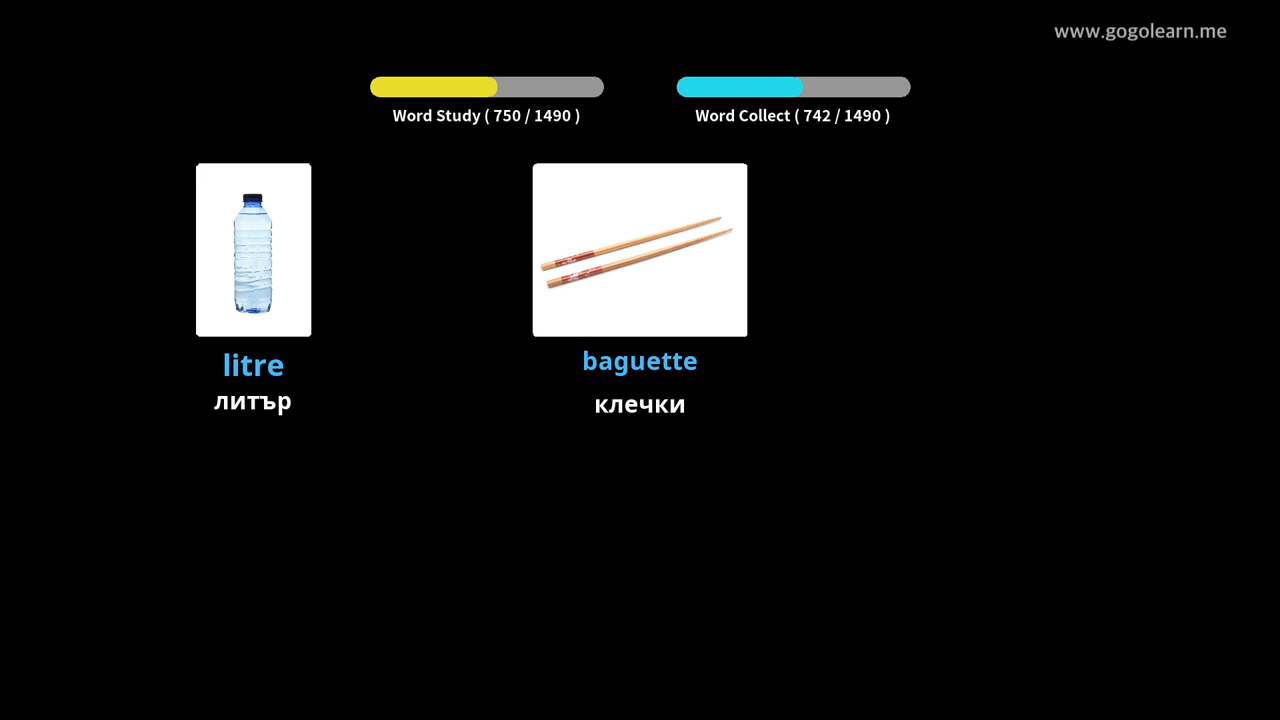 www.gogolearn.me
Word Study ( 750 / 1490 )
Word Collect ( 742 / 1490 )
litre
литър
baguette
клечки